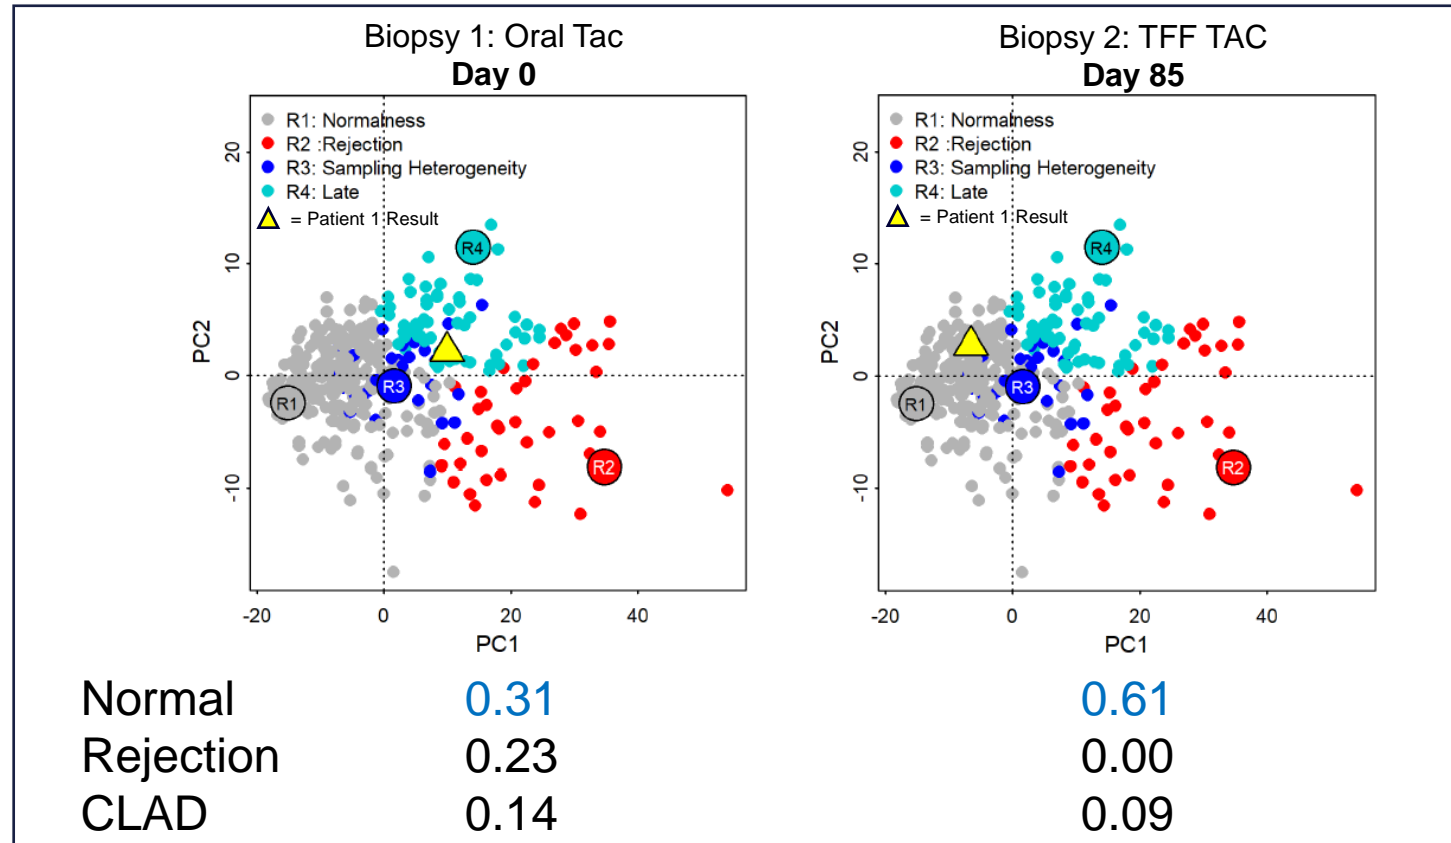 Biopsy 1: Oral Tac
Day 0
R1: Normalness
R2 :Rejection
R3: Sampling Heterogeneity
R4: Late
= Patient 1 Result
R4
R3
R1
R2
PC2
20
10
0
-10
-20
0
20
40
PC1
Biopsy 2: TFF TAC
Day 85
R1: Normalness
R2 :Rejection
R3: Sampling Heterogeneity
R4: Late
= Patient 1 Result
R4
R3
R1
R2
PC2
20
10
0
-10
-20
0
20
40
PC1
Normal 0.31 0.61
Rejection 0.23 0.00
CLAD 0.14 0.09